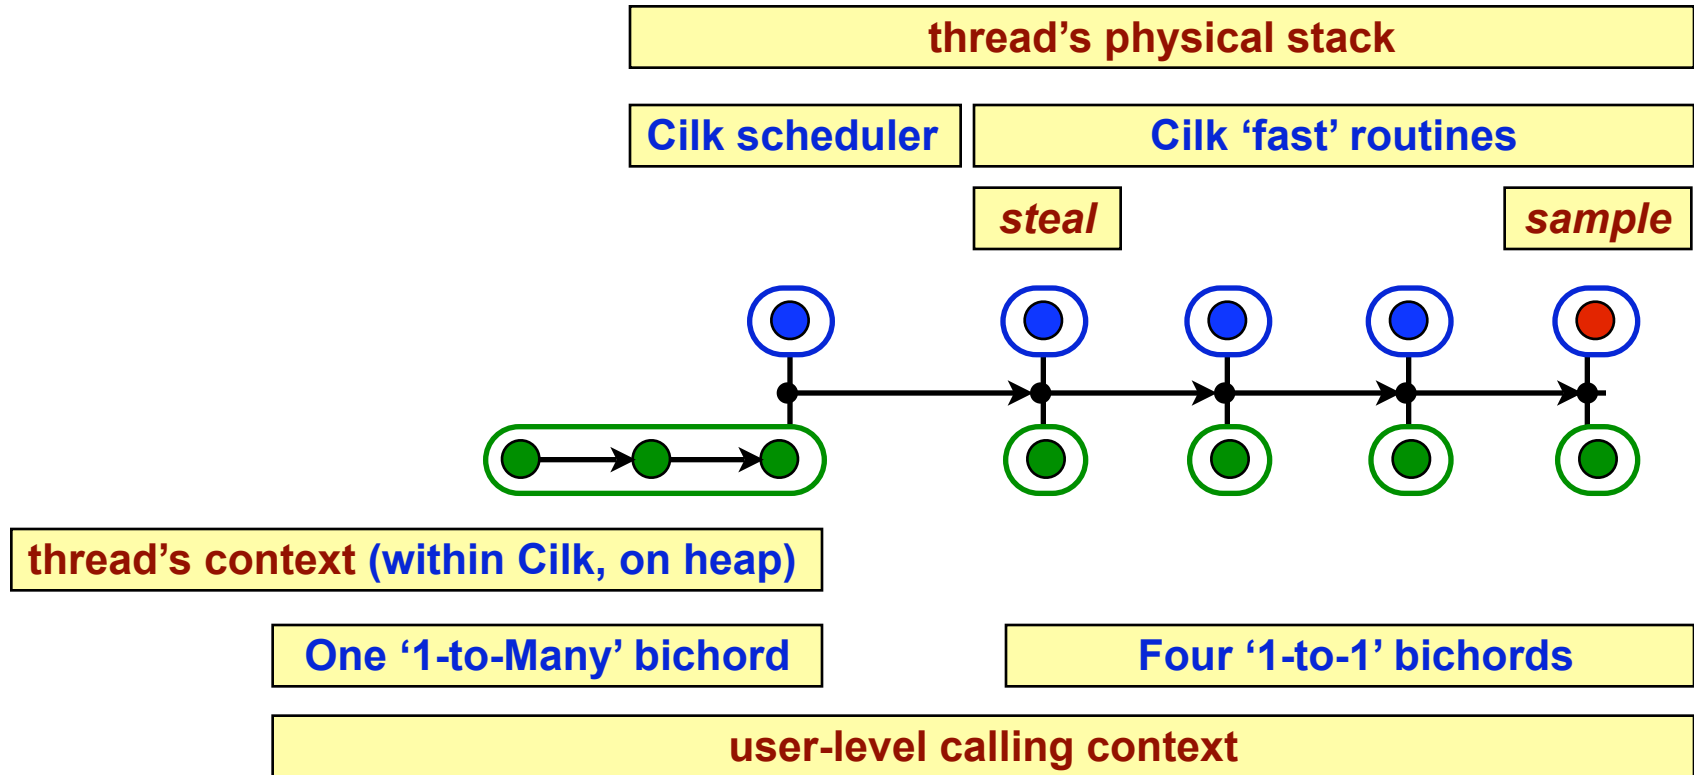 thread’s physical stack
Cilk scheduler
Cilk ‘fast’ routines
steal
sample
thread’s context (within Cilk, on heap)
One ‘1-to-Many’ bichord
Four ‘1-to-1’ bichords
user-level calling context